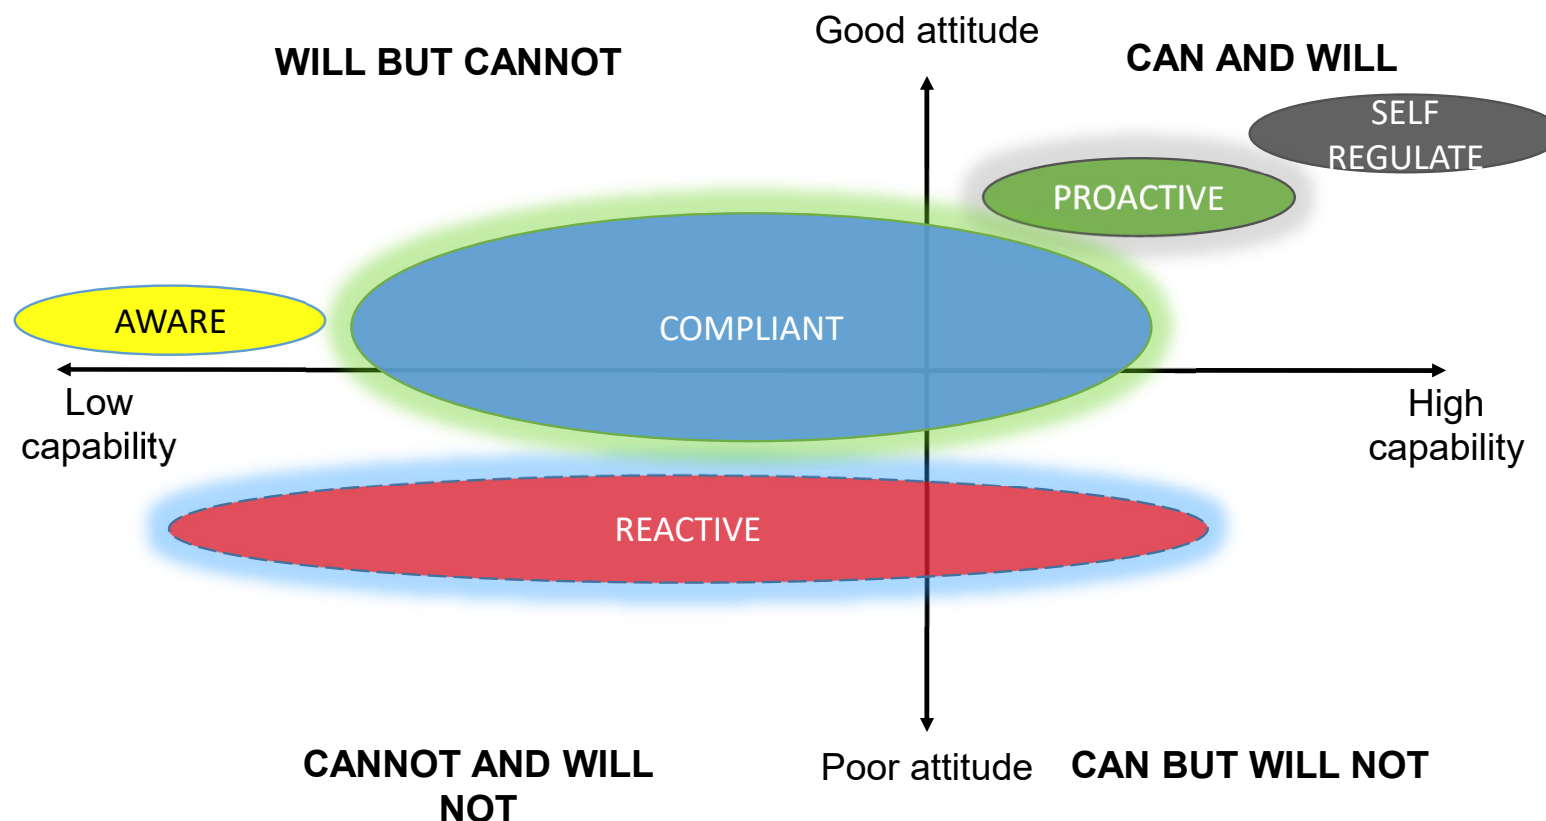 Good attitude
WILL BUT CANNOT
CAN AND WILL
SELF
REGULATE
PROACTIVE
AWARE
COMPLIANT
Low
capability
High
capability
REACTIVE
CANNOT AND WILL
NOT
Poor attitude
CAN BUT WILL NOT